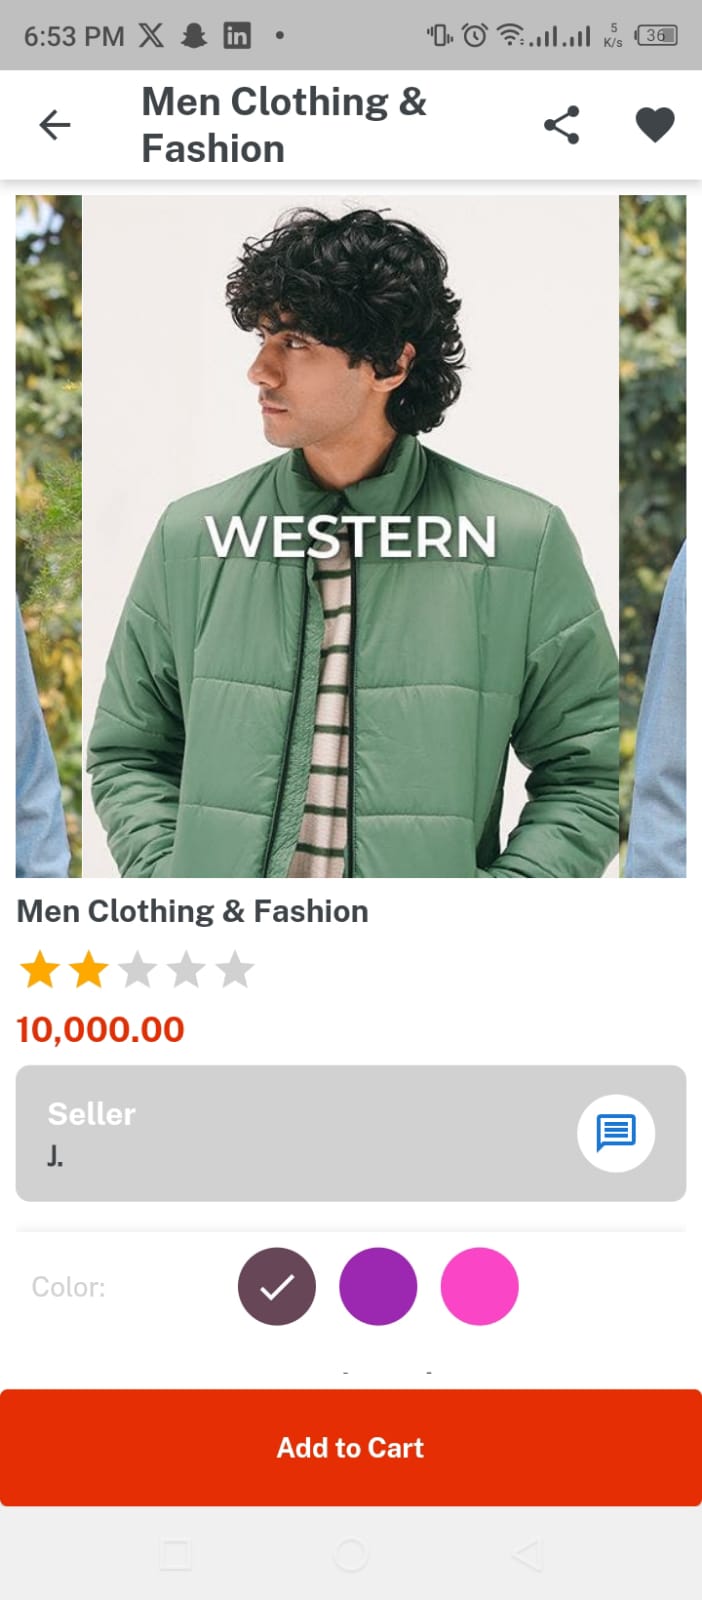 6:53 PM
5
K/s
36
Men Clothing &
Fashion
WESTERN
Men Clothing & Fashion
10,000.00
Seller
J.
Color:
Add to Cart